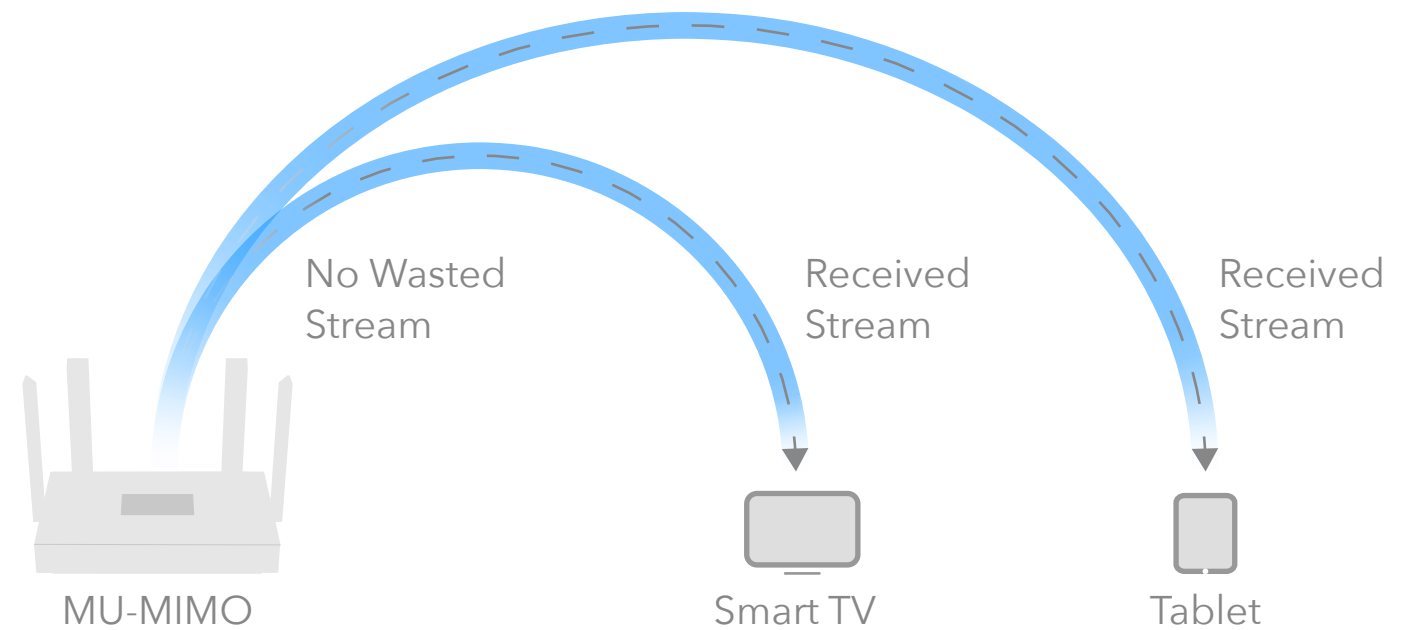 No Wasted
Stream
Received
Stream
Received
Stream
MU-MIMO
Smart TV
Tablet